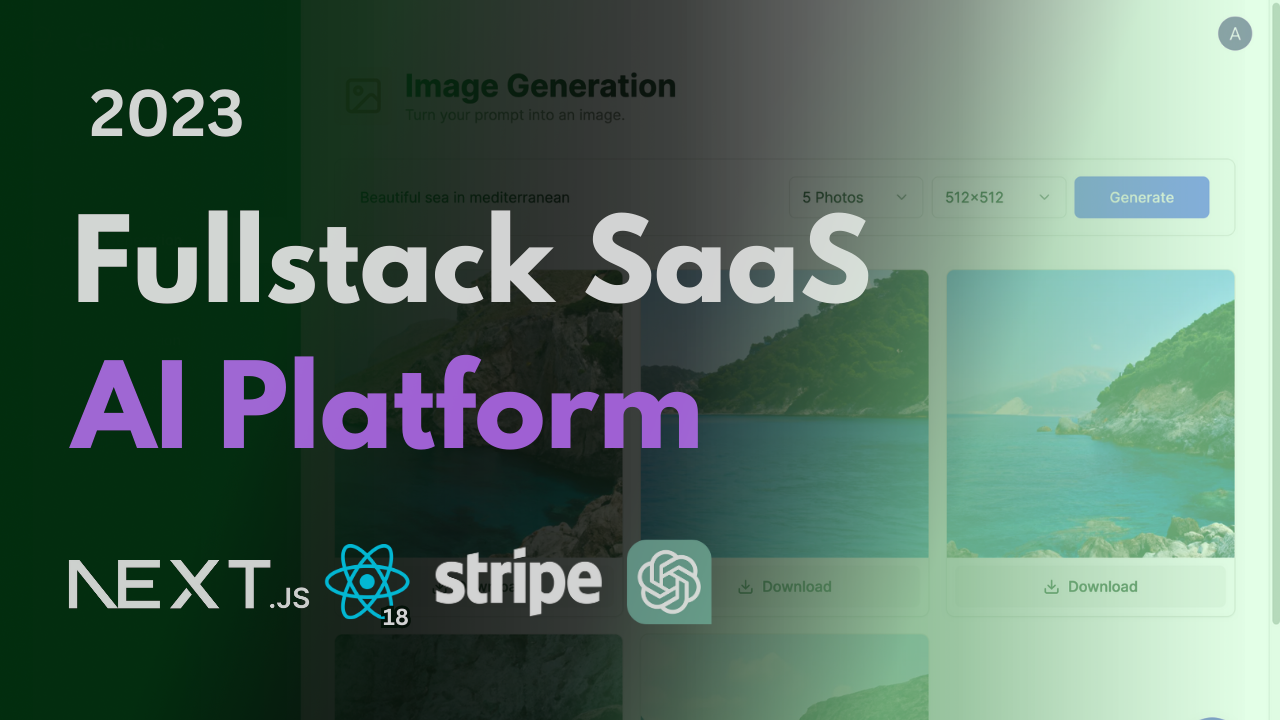 A
Image Generation
Turn your prompt into an image.
2023
Beautiful sea in mediterranean
5 Photos
512×512
Generate
Fullstack SaaS
AI Platform
NEXT.JS
18
stripe
Download
Download